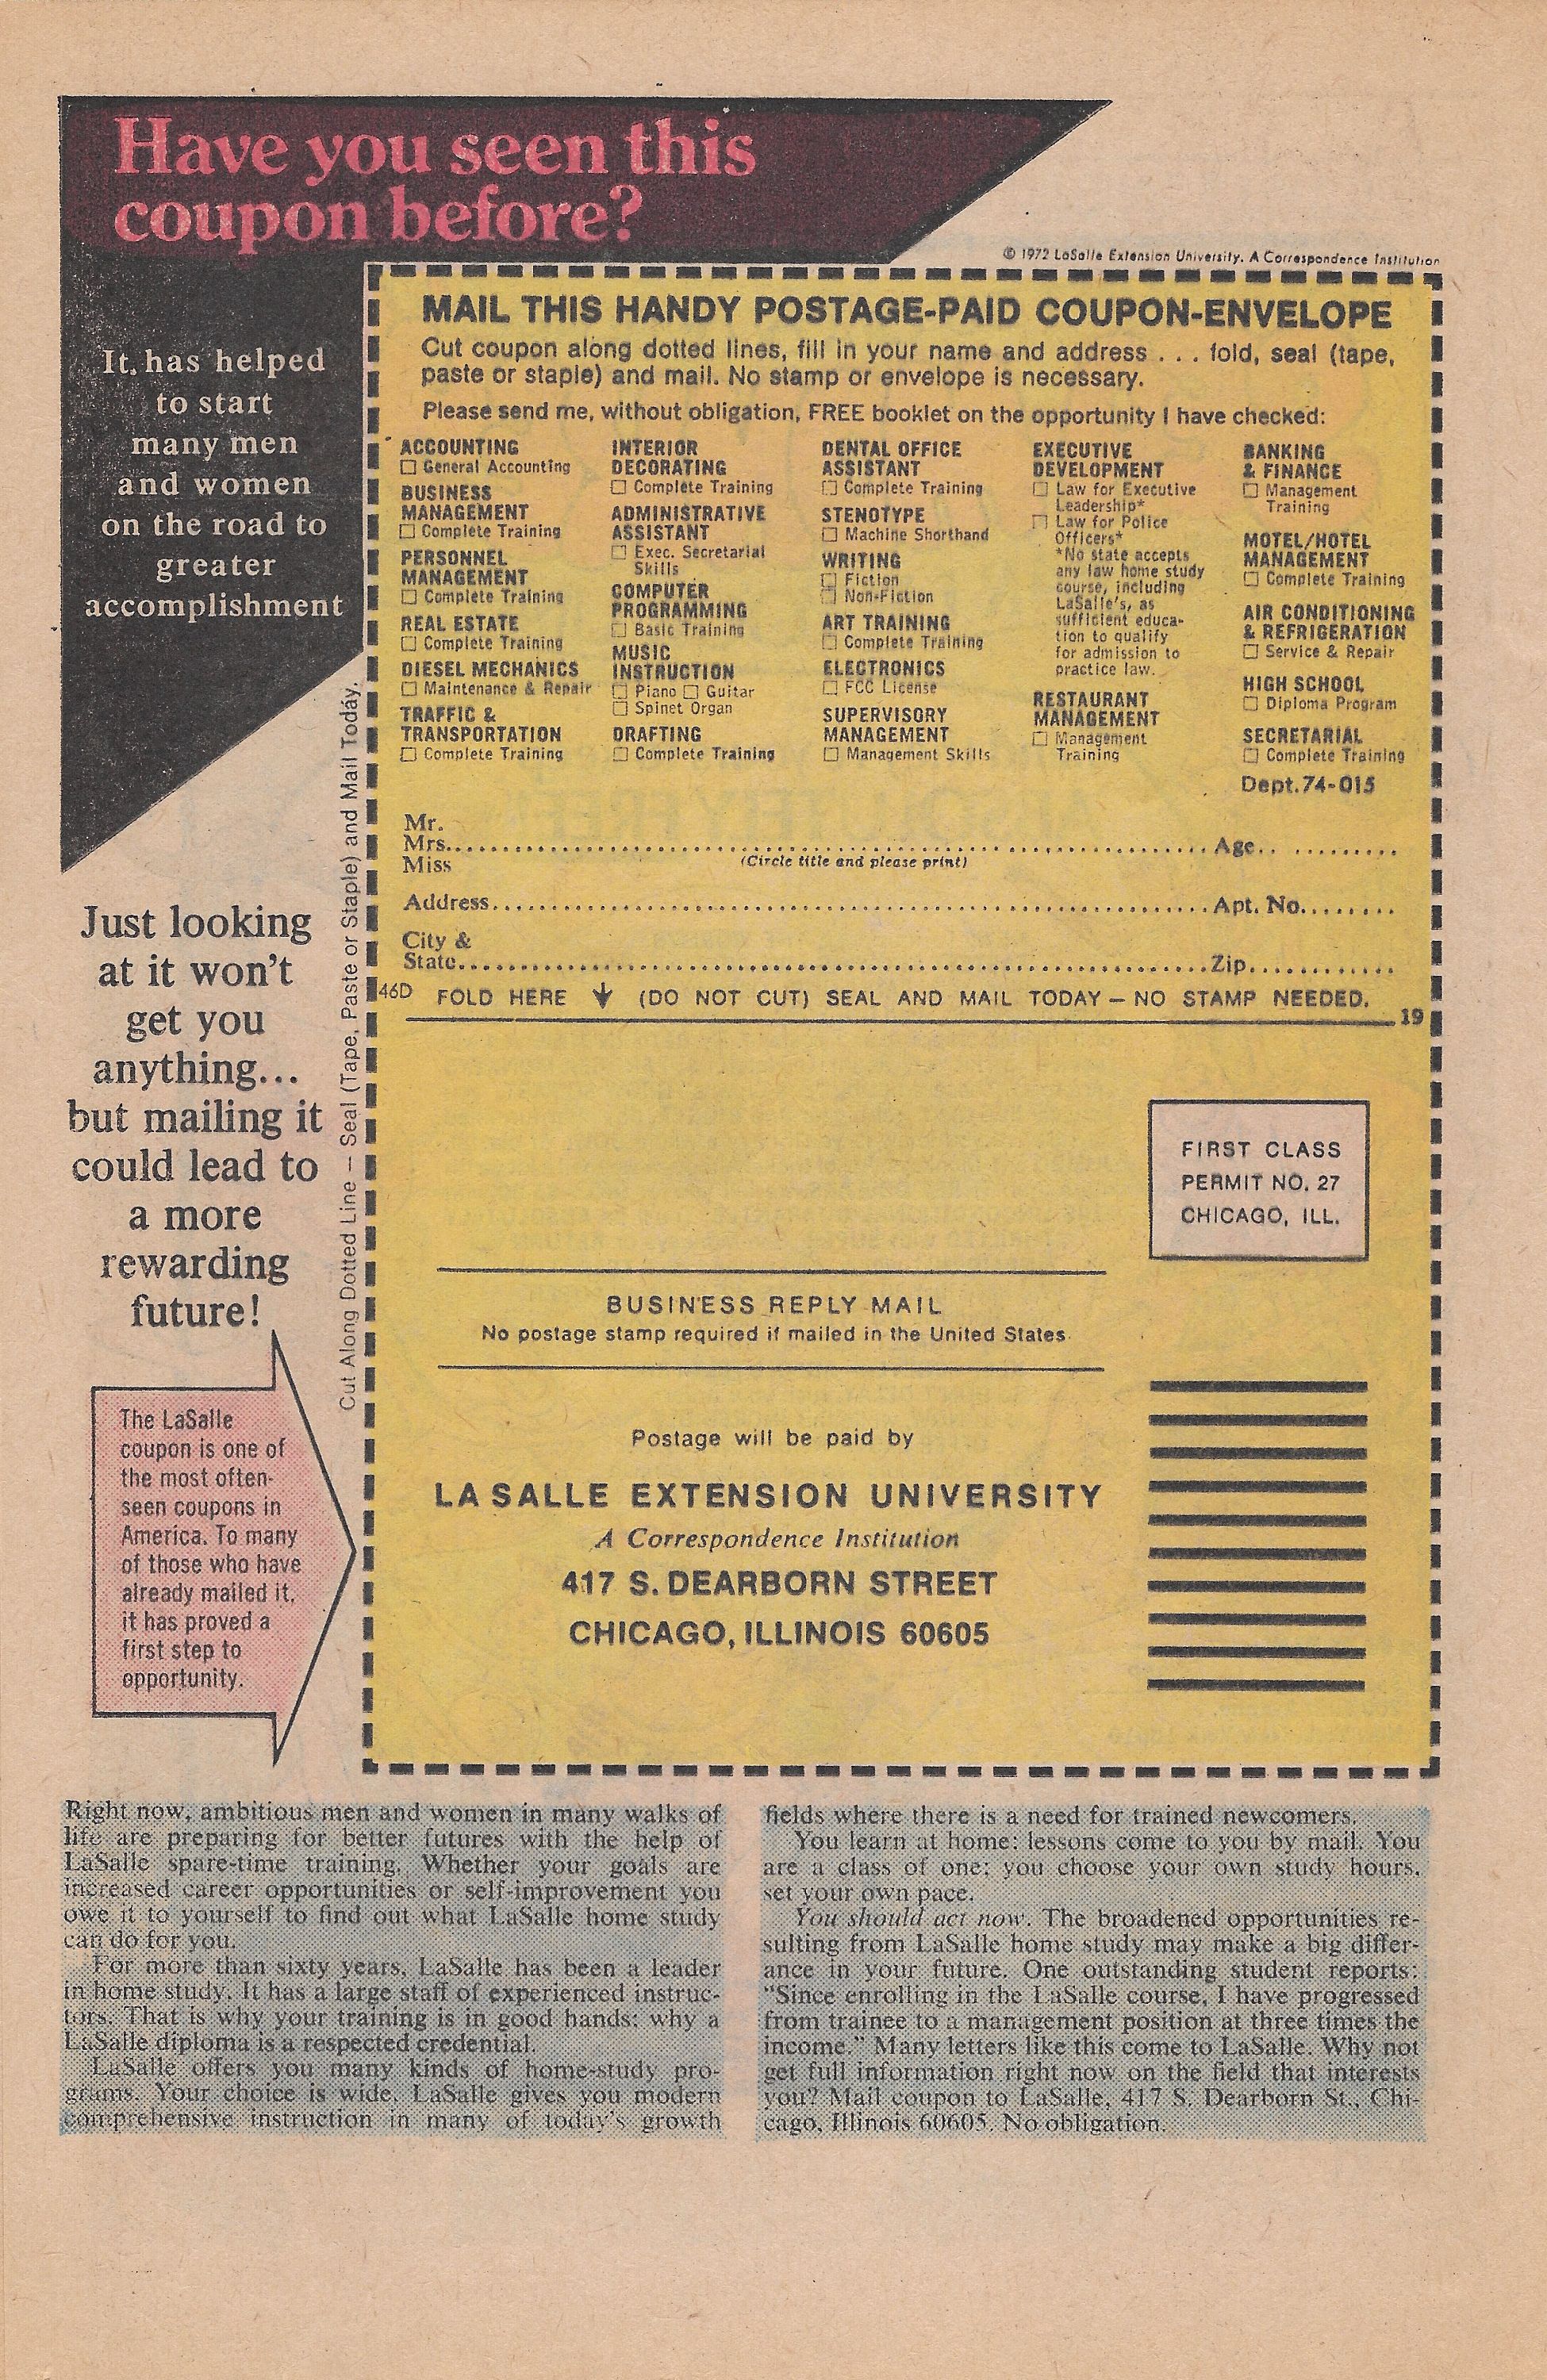 Have you seen this
coupon before?
© 1972 LaSalle Extension University. A Correspondence Institution
It has helped
to start
many men
and women
on the road to
greater
accomplishment
Just looking
at it won't
get you
anything...
but mailing it
could lead to
a more
rewarding
future!
The LaSalle
coupon is one of
the most often-
seen coupons in
America. To many
of those who have
already mailed it,
it has proved a
first step to
opportunity.
Cut Along Dotted Line – Seal (Tape, Paste or Staple) and Mail Today.
MAIL THIS HANDY POSTAGE-PAID COUPON-ENVELOPE
Cut coupon along dotted lines, fill in your name and address . . . fold, seal (tape,
paste or staple) and mail. No stamp or envelope is necessary.
Please send me, without obligation, FREE booklet on the opportunity I have checked:
ACCOUNTING
☐ General Accounting
BUSINESS
MANAGEMENT
☐ Complete Training
PERSONNEL
MANAGEMENT
☐ Complete Training
REAL ESTATE
☐ Complete Training
DIESEL MECHANICS
☐ Maintenance & Repair
TRAFFIC &
TRANSPORTATION
☐ Complete Training
INTERIOR
DECORATING
☐ Complete Training
ADMINISTRATIVE
ASSISTANT
☐ Exec. Secretarial
Skills
COMPUTER
PROGRAMMING
☐ Basic Training
MUSIC
INSTRUCTION
☐ Piano ☐ Guitar
☐ Spinet Organ
DRAFTING
☐ Complete Training
DENTAL OFFICE
ASSISTANT
☐ Complete Training
STENOTYPE
☐ Machine Shorthand
WRITING
☐ Fiction
☐ Non-Fiction
ART TRAINING
☐ Complete Training
ELECTRONICS
☐ FCC License
SUPERVISORY
MANAGEMENT
☐ Management Skills
EXECUTIVE
DEVELOPMENT
☐ Law for Executive
Leadership*
☐ Law for Police
Officers*
*No state accepts
any law home study
course, including
LaSalle's, as
sufficient educa-
tion to qualify
for admission to
practice law.
RESTAURANT
MANAGEMENT
☐ Management
Training
BANKING
& FINANCE
☐ Management
Training
MOTEL/HOTEL
MANAGEMENT
☐ Complete Training
AIR CONDITIONING
& REFRIGERATION
☐ Service & Repair
HIGH SCHOOL
☐ Diploma Program
SECRETARIAL
☐ Complete Training
Dept. 74-015
Mr.
Mrs. Age
Miss (Circle title and please print)
Address Apt. No.
City &
State Zip
46D FOLD HERE ↓ (DO NOT CUT) SEAL AND MAIL TODAY – NO STAMP NEEDED.
19
FIRST CLASS
PERMIT NO. 27
CHICAGO, ILL.
BUSINESS REPLY MAIL
No postage stamp required if mailed in the United States
Postage will be paid by
LA SALLE EXTENSION UNIVERSITY
A Correspondence Institution
417 S. DEARBORN STREET
CHICAGO, ILLINOIS 60605
Right now, ambitious men and women in many walks of
life are preparing for better futures with the help of
LaSalle spare-time training. Whether your goals are
increased career opportunities or self-improvement you
owe it to yourself to find out what LaSalle home study
can do for you.
For more than sixty years, LaSalle has been a leader
in home study. It has a large staff of experienced instruc-
tors. That is why your training is in good hands; why a
LaSalle diploma is a respected credential.
LaSalle offers you many kinds of home-study pro-
grams. Your choice is wide. LaSalle gives you modern
comprehensive instruction in many of today's growth
fields where there is a need for trained newcomers.
You learn at home; lessons come to you by mail. You
are a class of one; you choose your own study hours,
set your own pace.
You should act now. The broadened opportunities re-
sulting from LaSalle home study may make a big differ-
ance in your future. One outstanding student reports:
"Since enrolling in the LaSalle course, I have progressed
from trainee to a management position at three times the
income." Many letters like this come to LaSalle. Why not
get full information right now on the field that interests
you? Mail coupon to LaSalle, 417 S. Dearborn St., Chi-
cago, Illinois 60605. No obligation.